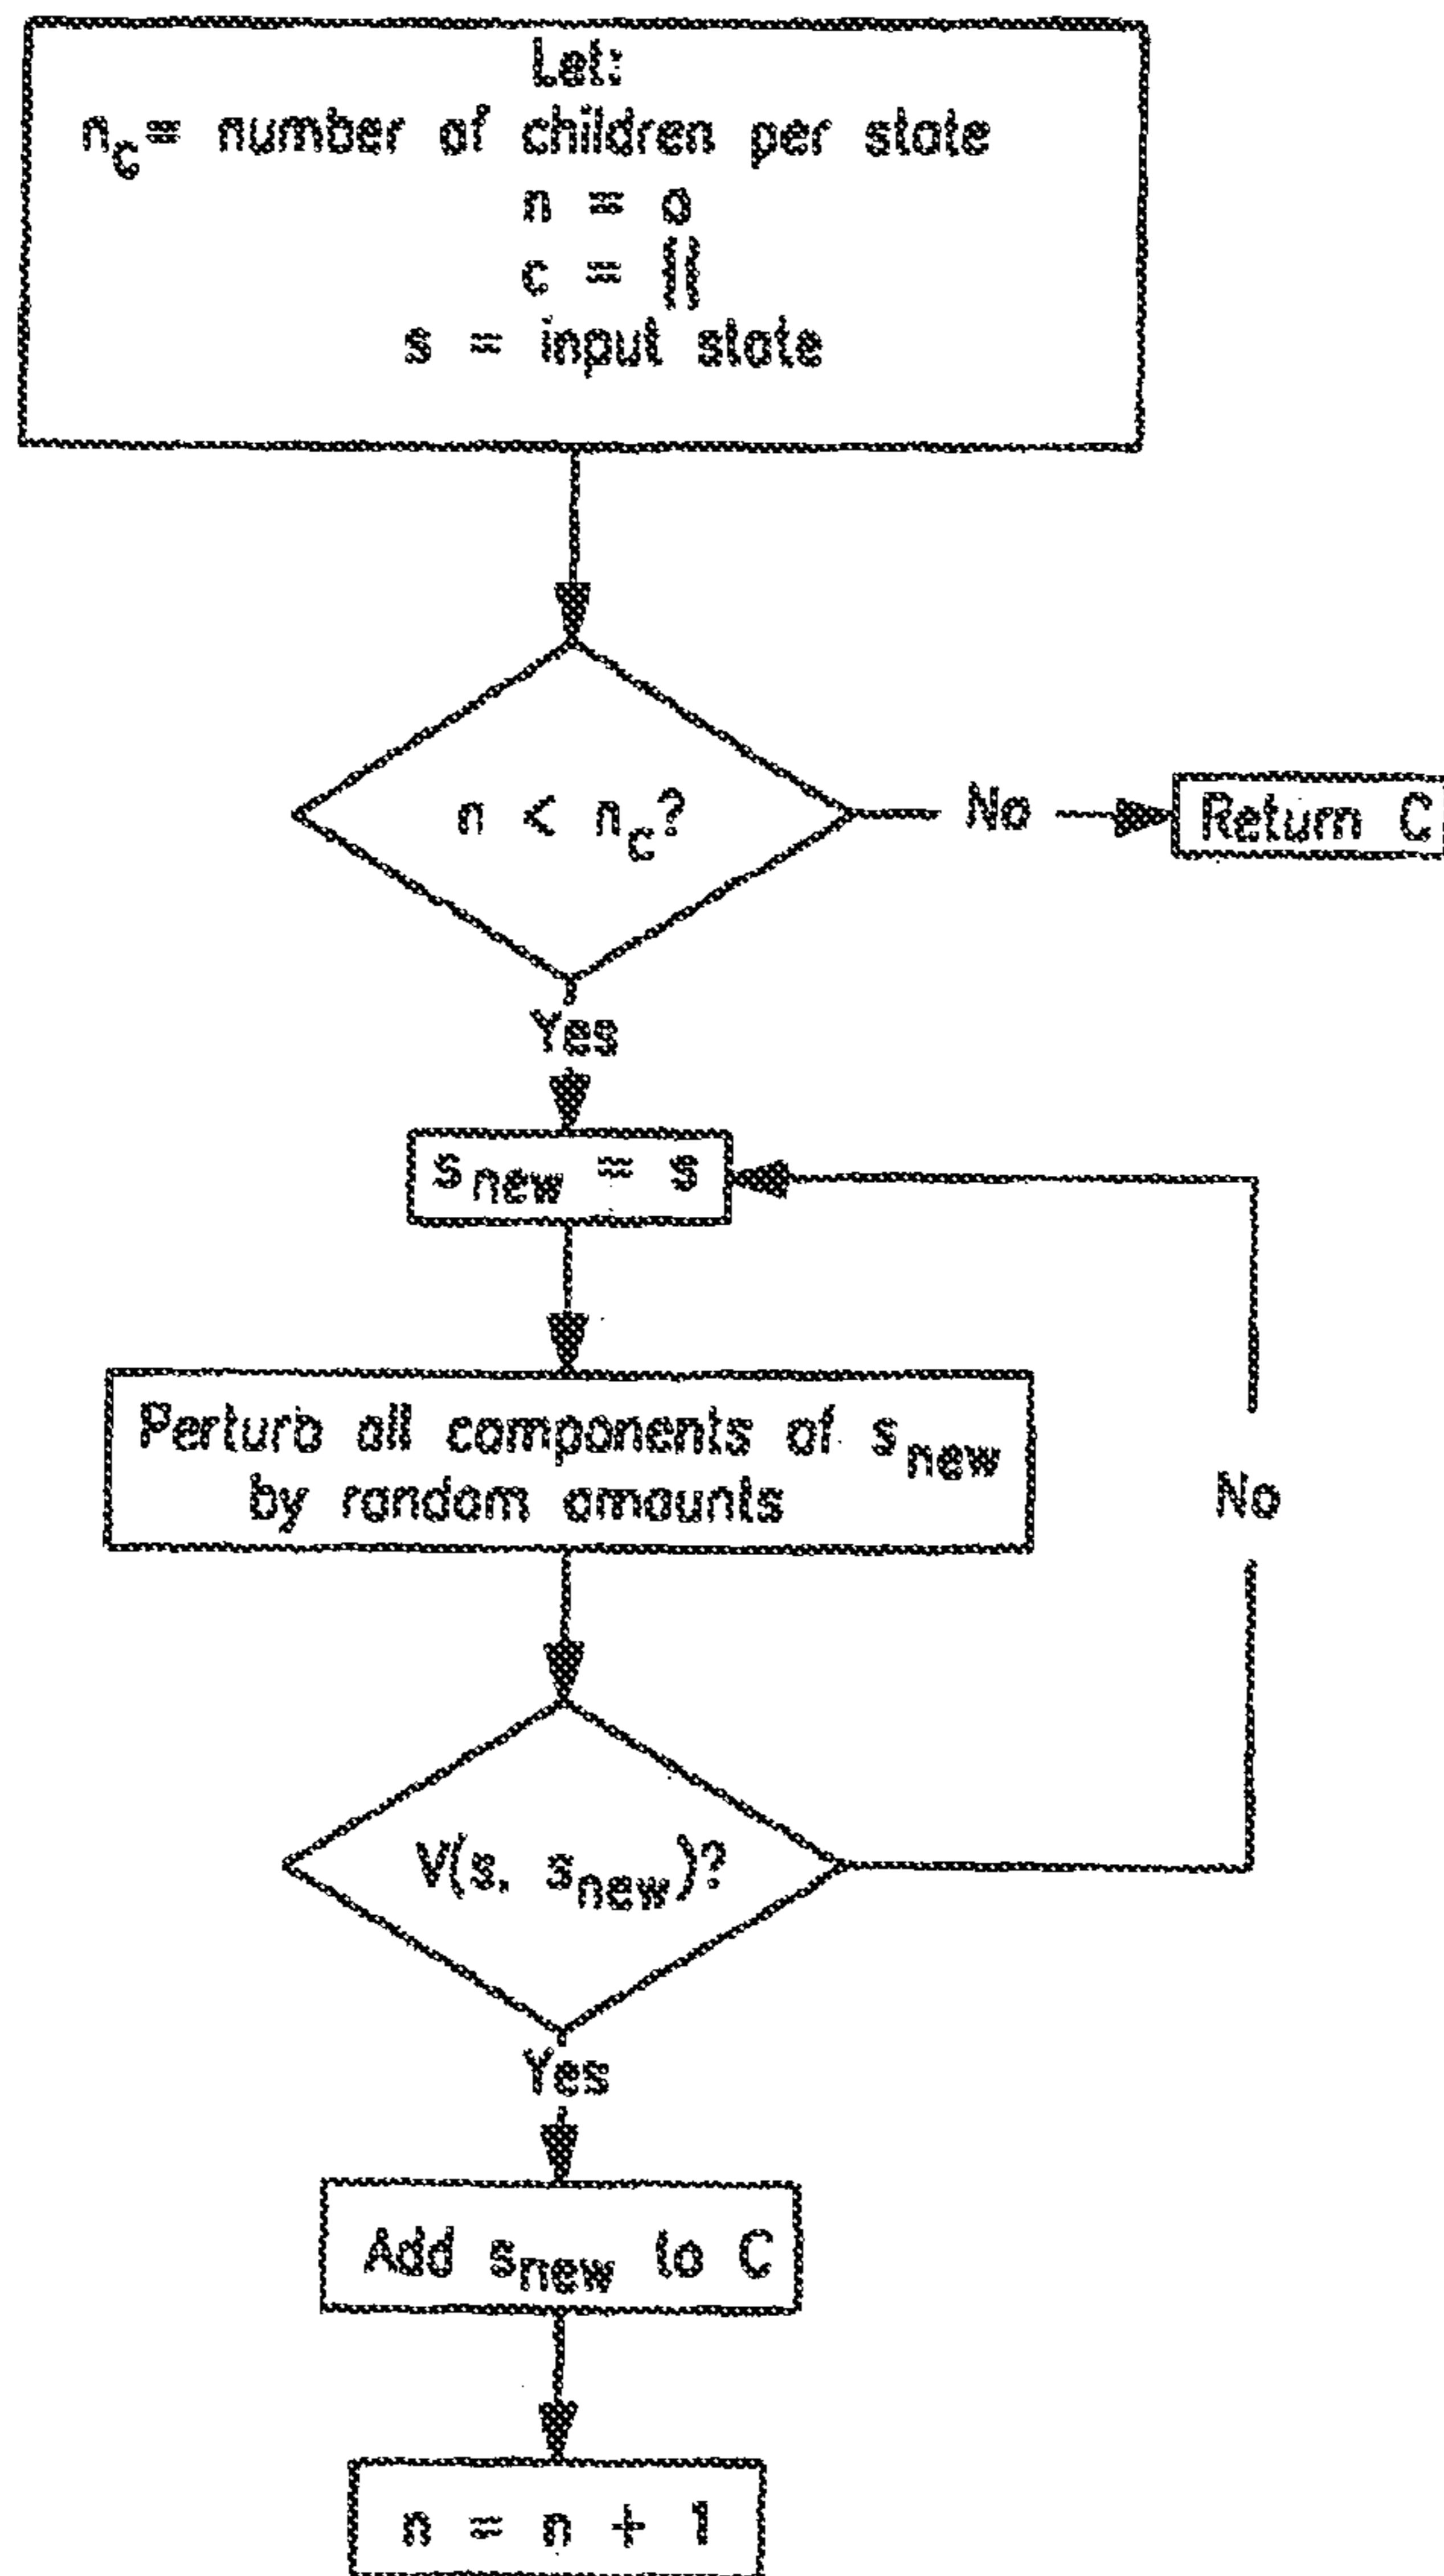 Let:
n_c = number of children per state
n = o
c = []
s = input state
n < n_c?
No
Return C
Yes
s_new = s
Perturb all components of s_new
by random amounts
No
V(s, s_new)?
Yes
Add s_new to C
n = n + 1